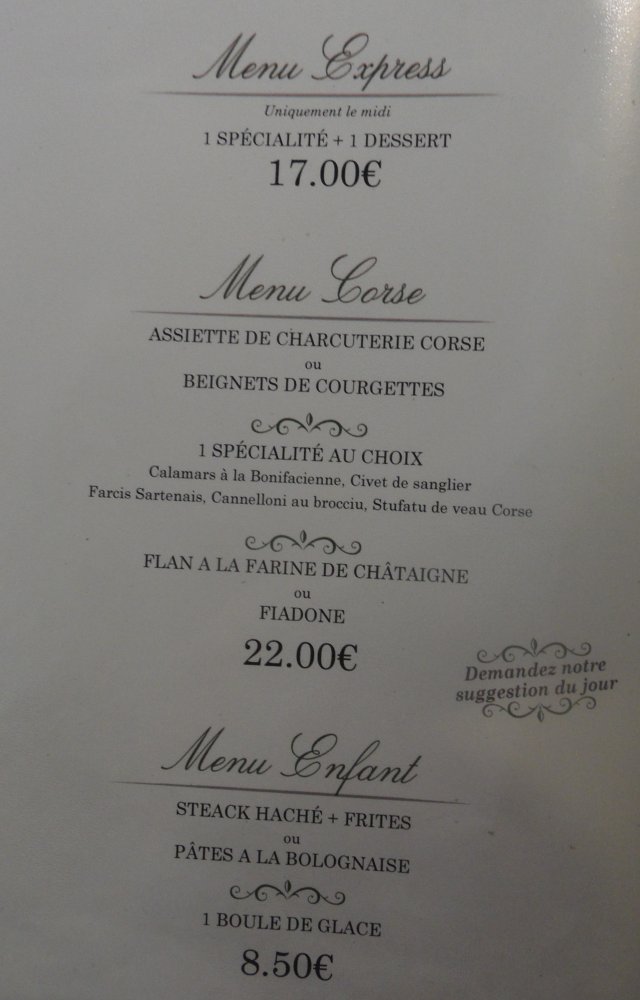 Menu Express
Uniquement le midi
1 SPÉCIALITÉ + 1 DESSERT
17.00€
Menu Corse
ASSIETTE DE CHARCUTERIE CORSE
ou
BEIGNETS DE COURGETTES
1 SPÉCIALITÉ AU CHOIX
Calamars à la Bonifacienne, Civet de sanglier
Farcis Sartenais, Cannelloni au brocciu, Stufatu de veau Corse
FLAN A LA FARINE DE CHÂTAIGNE
ou
FIADONE
22.00€
Demandez notre
suggestion du jour
Menu Enfant
STEACK HACHÉ + FRITES
ou
PÂTES A LA BOLOGNAISE
1 BOULE DE GLACE
8.50€